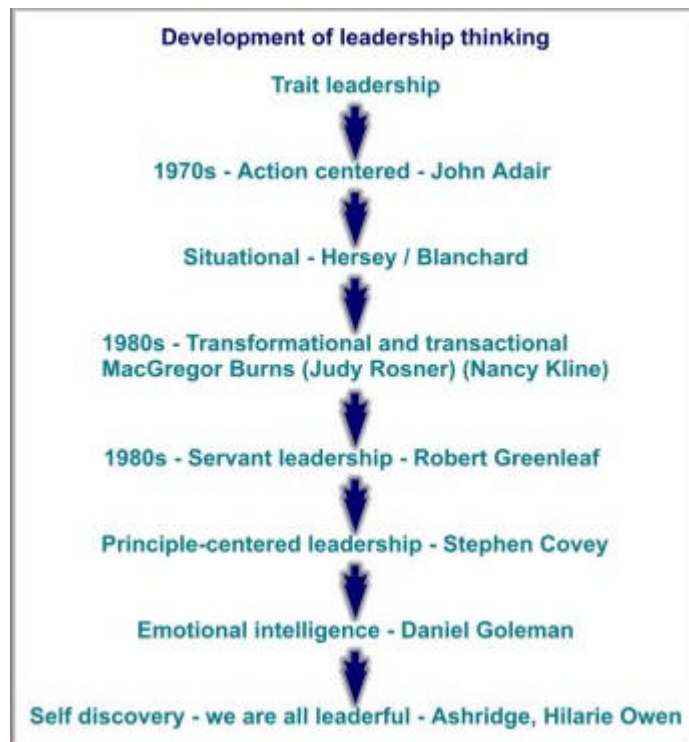 Development of leadership thinking
Trait leadership
1970s - Action centered - John Adair
Situational - Hersey / Blanchard
1980s - Transformational and transactional
MacGregor Burns (Judy Rosner) (Nancy Kline)
1980s - Servant leadership - Robert Greenleaf
Principle-centered leadership - Stephen Covey
Emotional intelligence - Daniel Goleman
Self discovery - we are all leaderful - Ashridge, Hilarie Owen